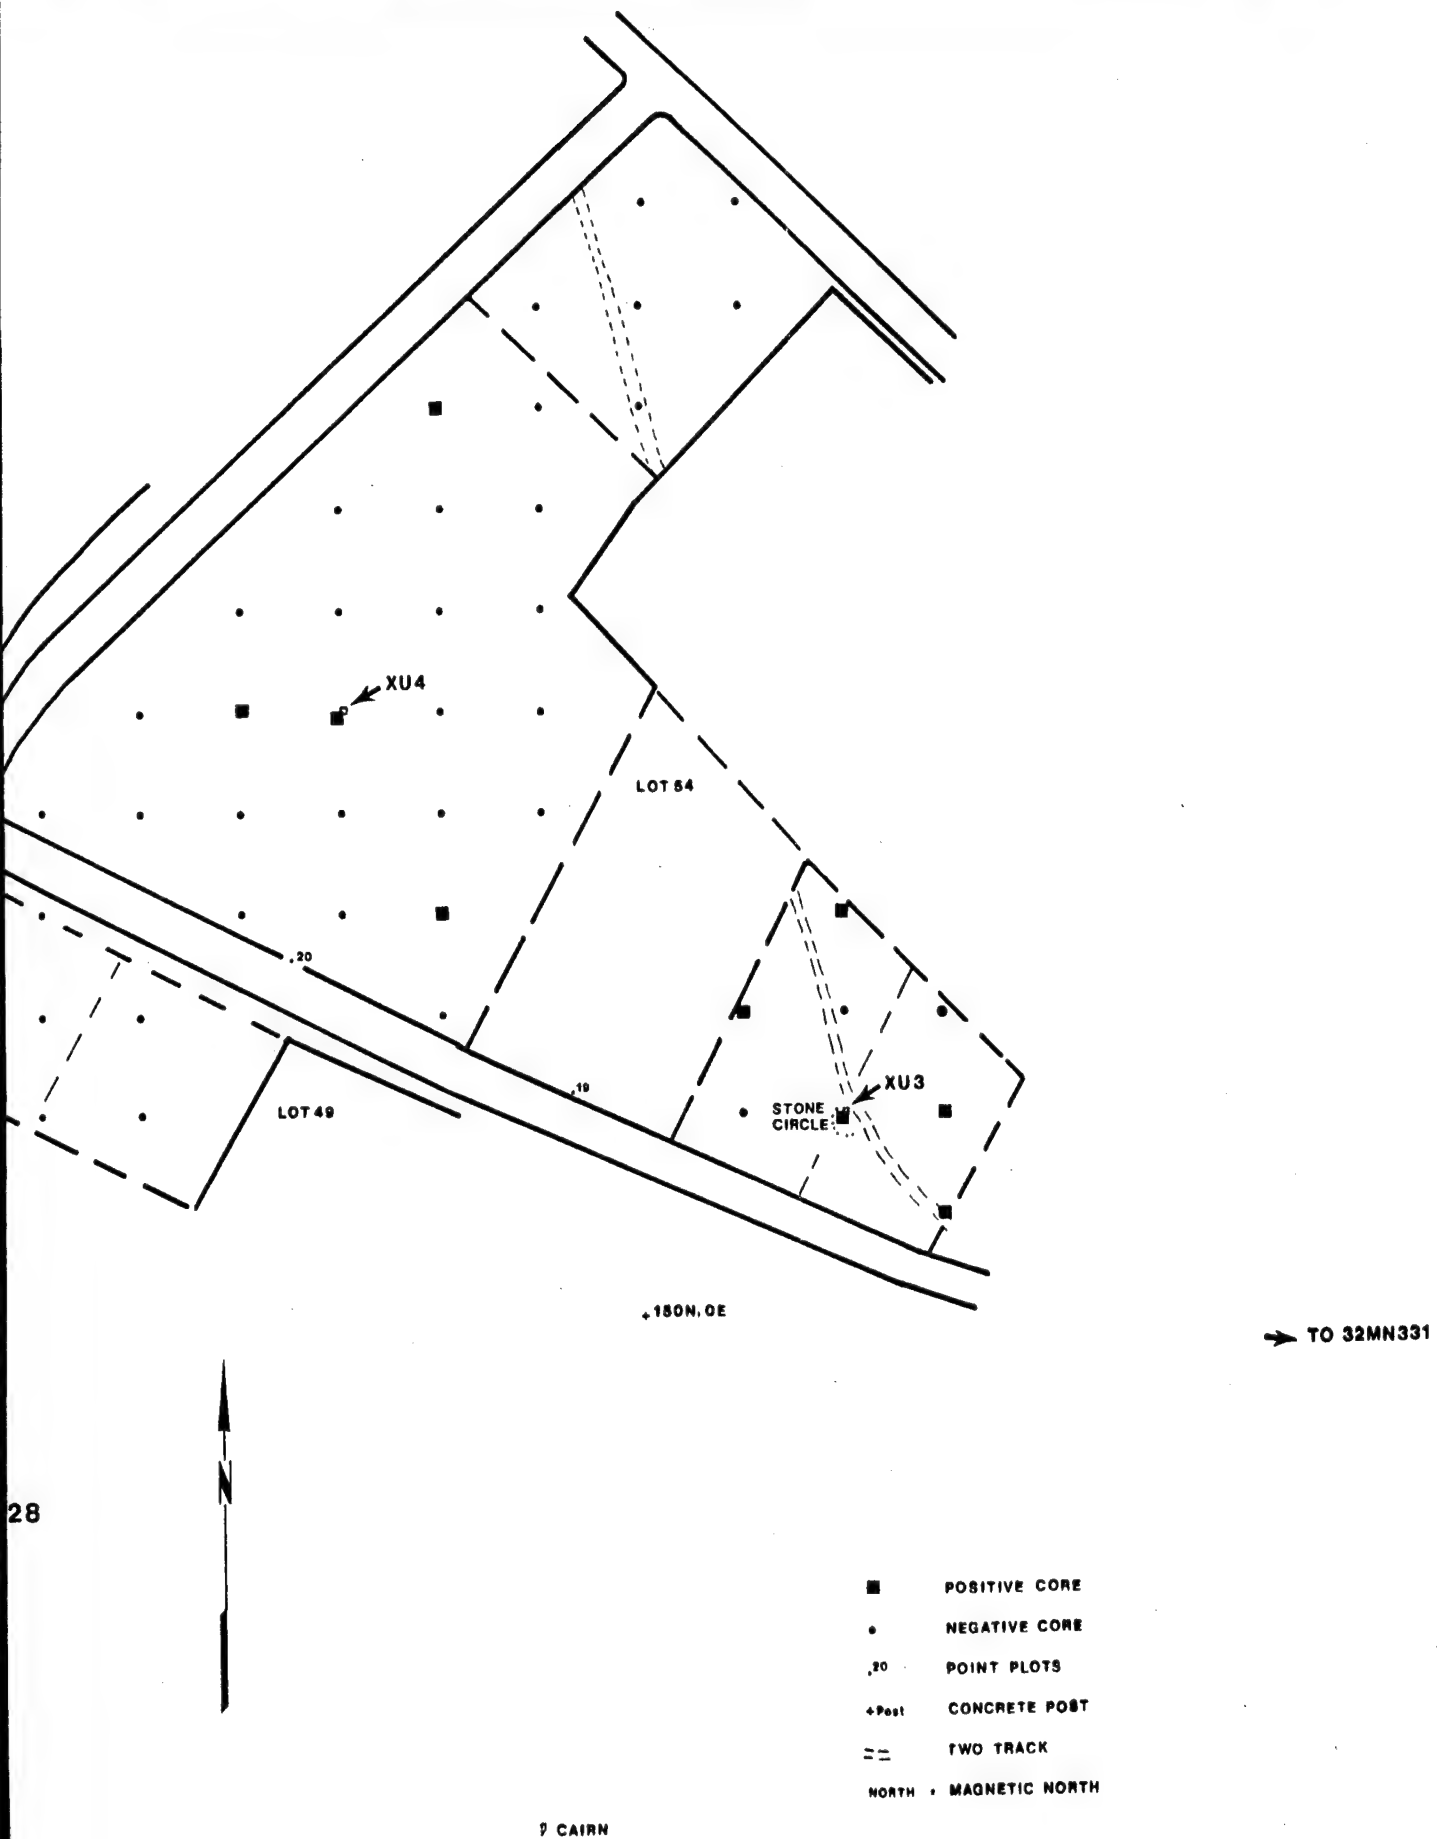 XU4
LOT 54
.20
.19
XU3
STONE
CIRCLE
LOT 49
+150N, 0E
TO 32MN331
N
28
POSITIVE CORE
NEGATIVE CORE
.20 POINT PLOTS
+Post CONCRETE POST
TWO TRACK
NORTH • MAGNETIC NORTH
CAIRN